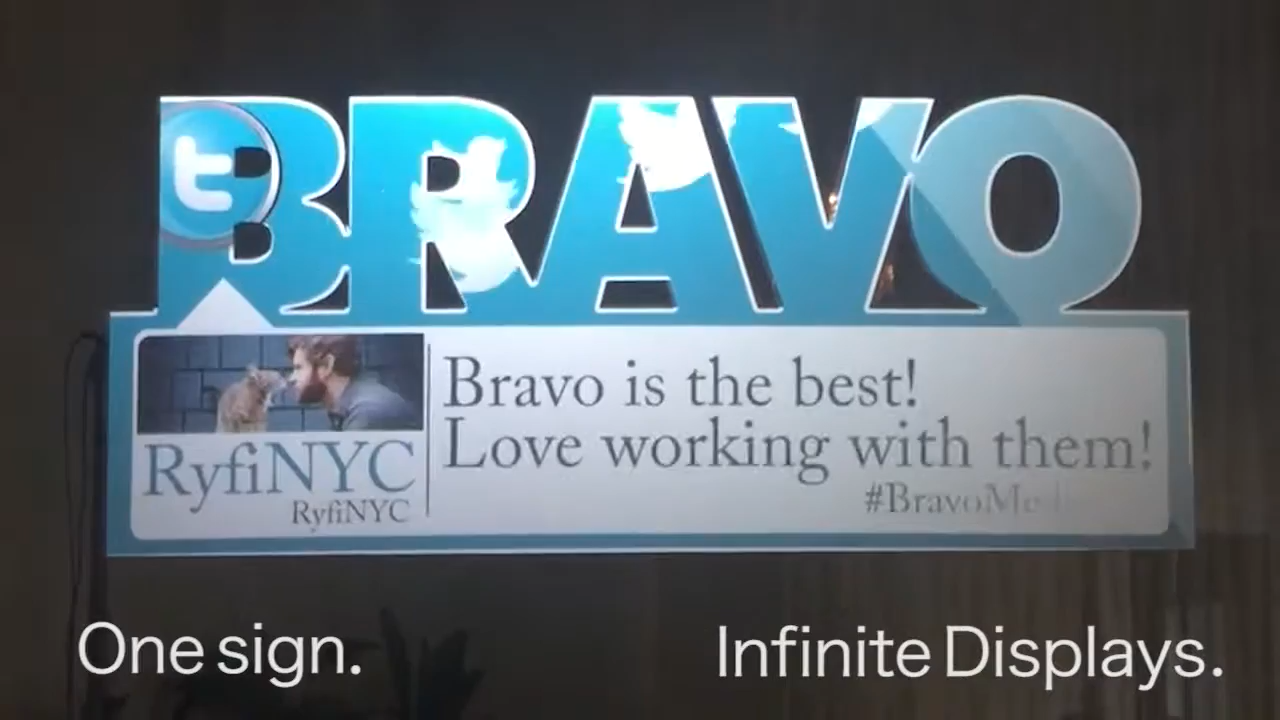 BRAVO
t
Bravo is the best!
Love working with them!
RyfiNYC
RyfiNYC
One sign.
Infinite Displays.